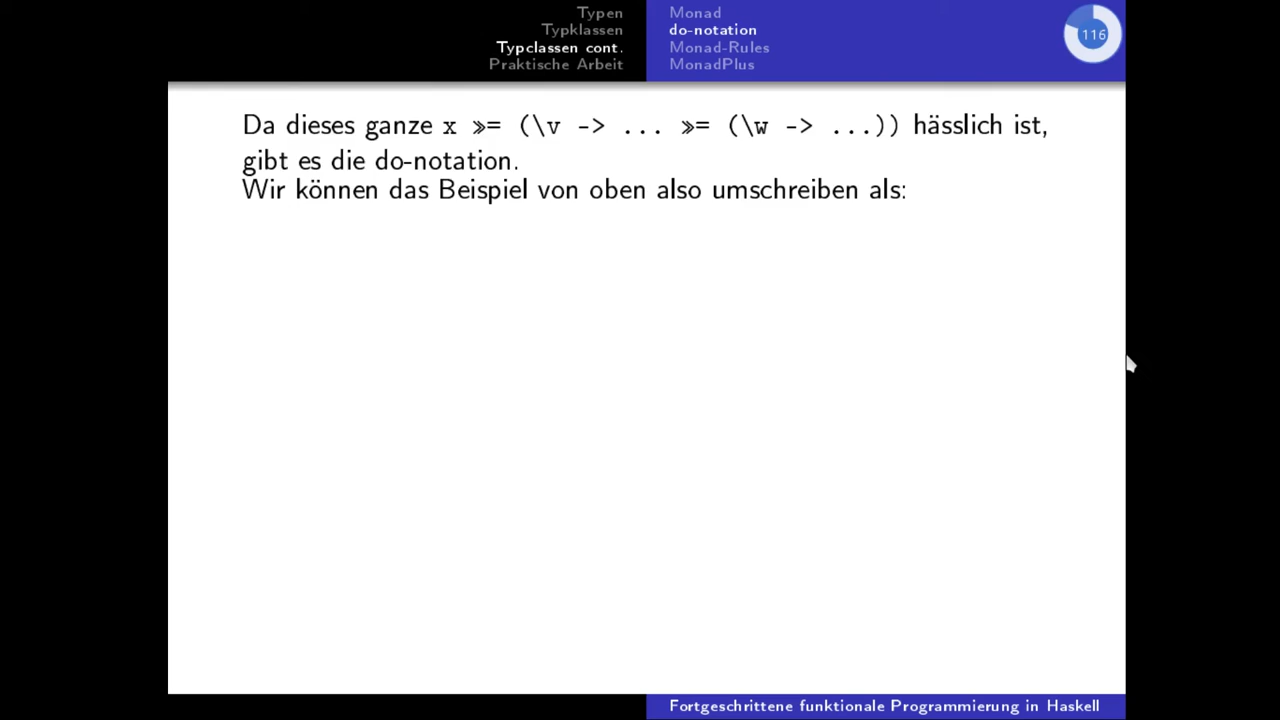 Typen
Typklassen
Typclassen cont.
Praktische Arbeit
Monad
do-notation
Monad-Rules
MonadPlus
116
Da dieses ganze x >>= (\v -> ... >>= (\w -> ...)) hässlich ist,
gibt es die do-notation.
Wir können das Beispiel von oben also umschreiben als:
Fortgeschrittene funktionale Programmierung in Haskell